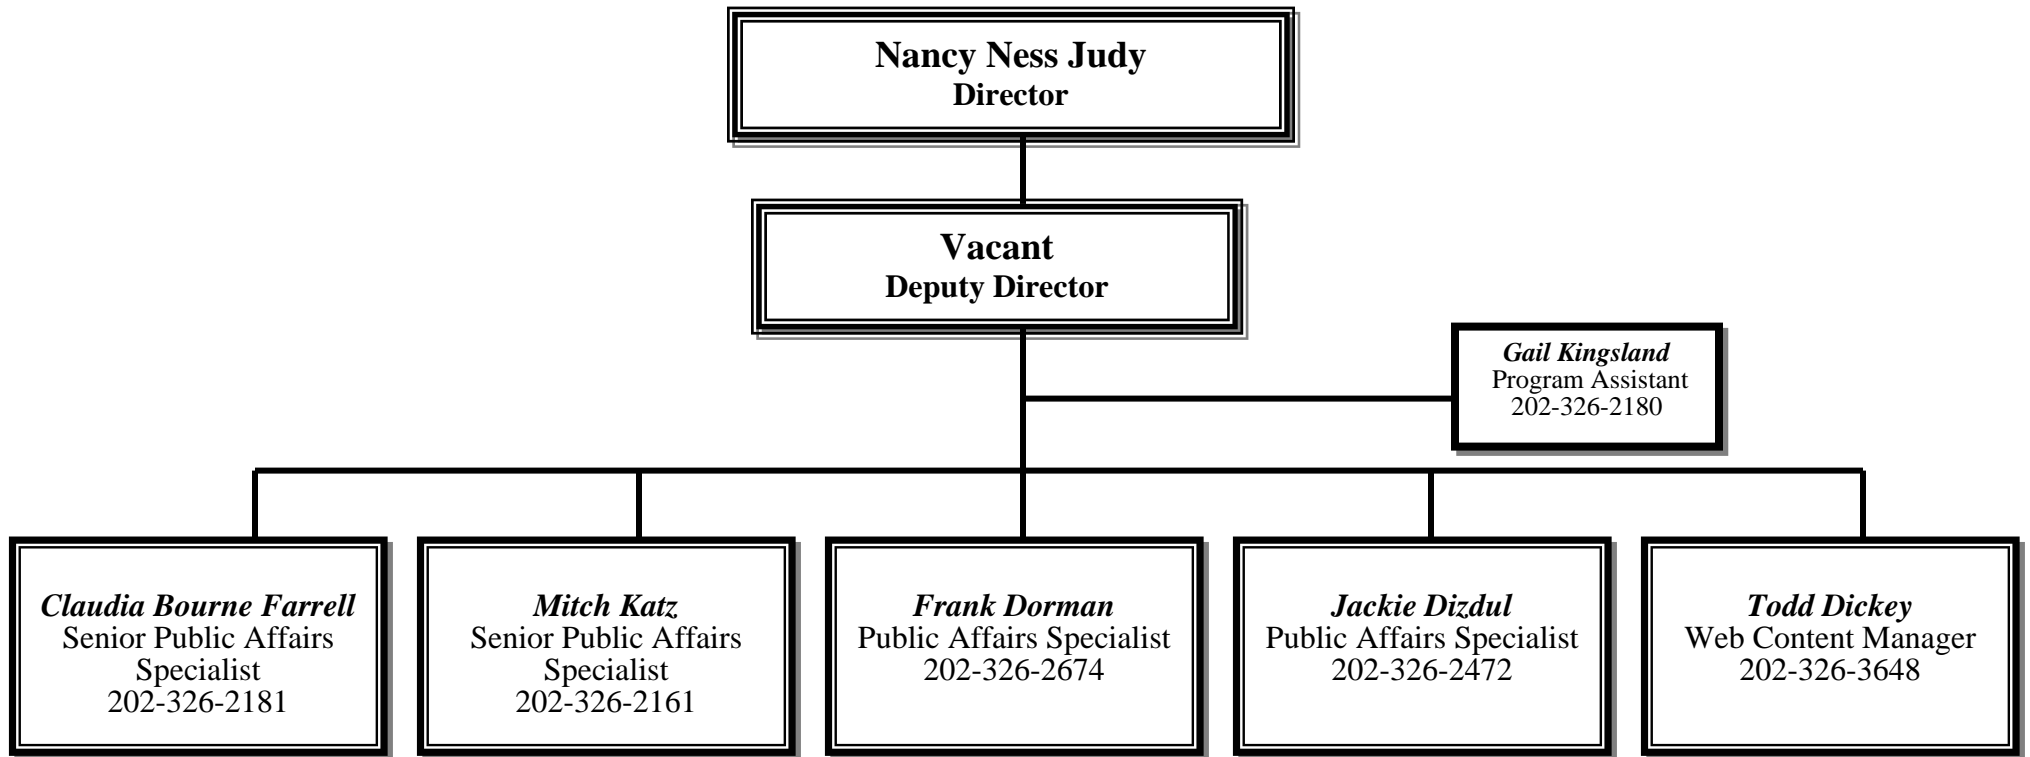 Nancy Ness Judy
Director
Vacant
Deputy Director
Gail Kingsland
Program Assistant
202-326-2180
Claudia Bourne Farrell
Senior Public Affairs
Specialist
202-326-2181
Mitch Katz
Senior Public Affairs
Specialist
202-326-2161
Frank Dorman
Public Affairs Specialist
202-326-2674
Jackie Dizdul
Public Affairs Specialist
202-326-2472
Todd Dickey
Web Content Manager
202-326-3648